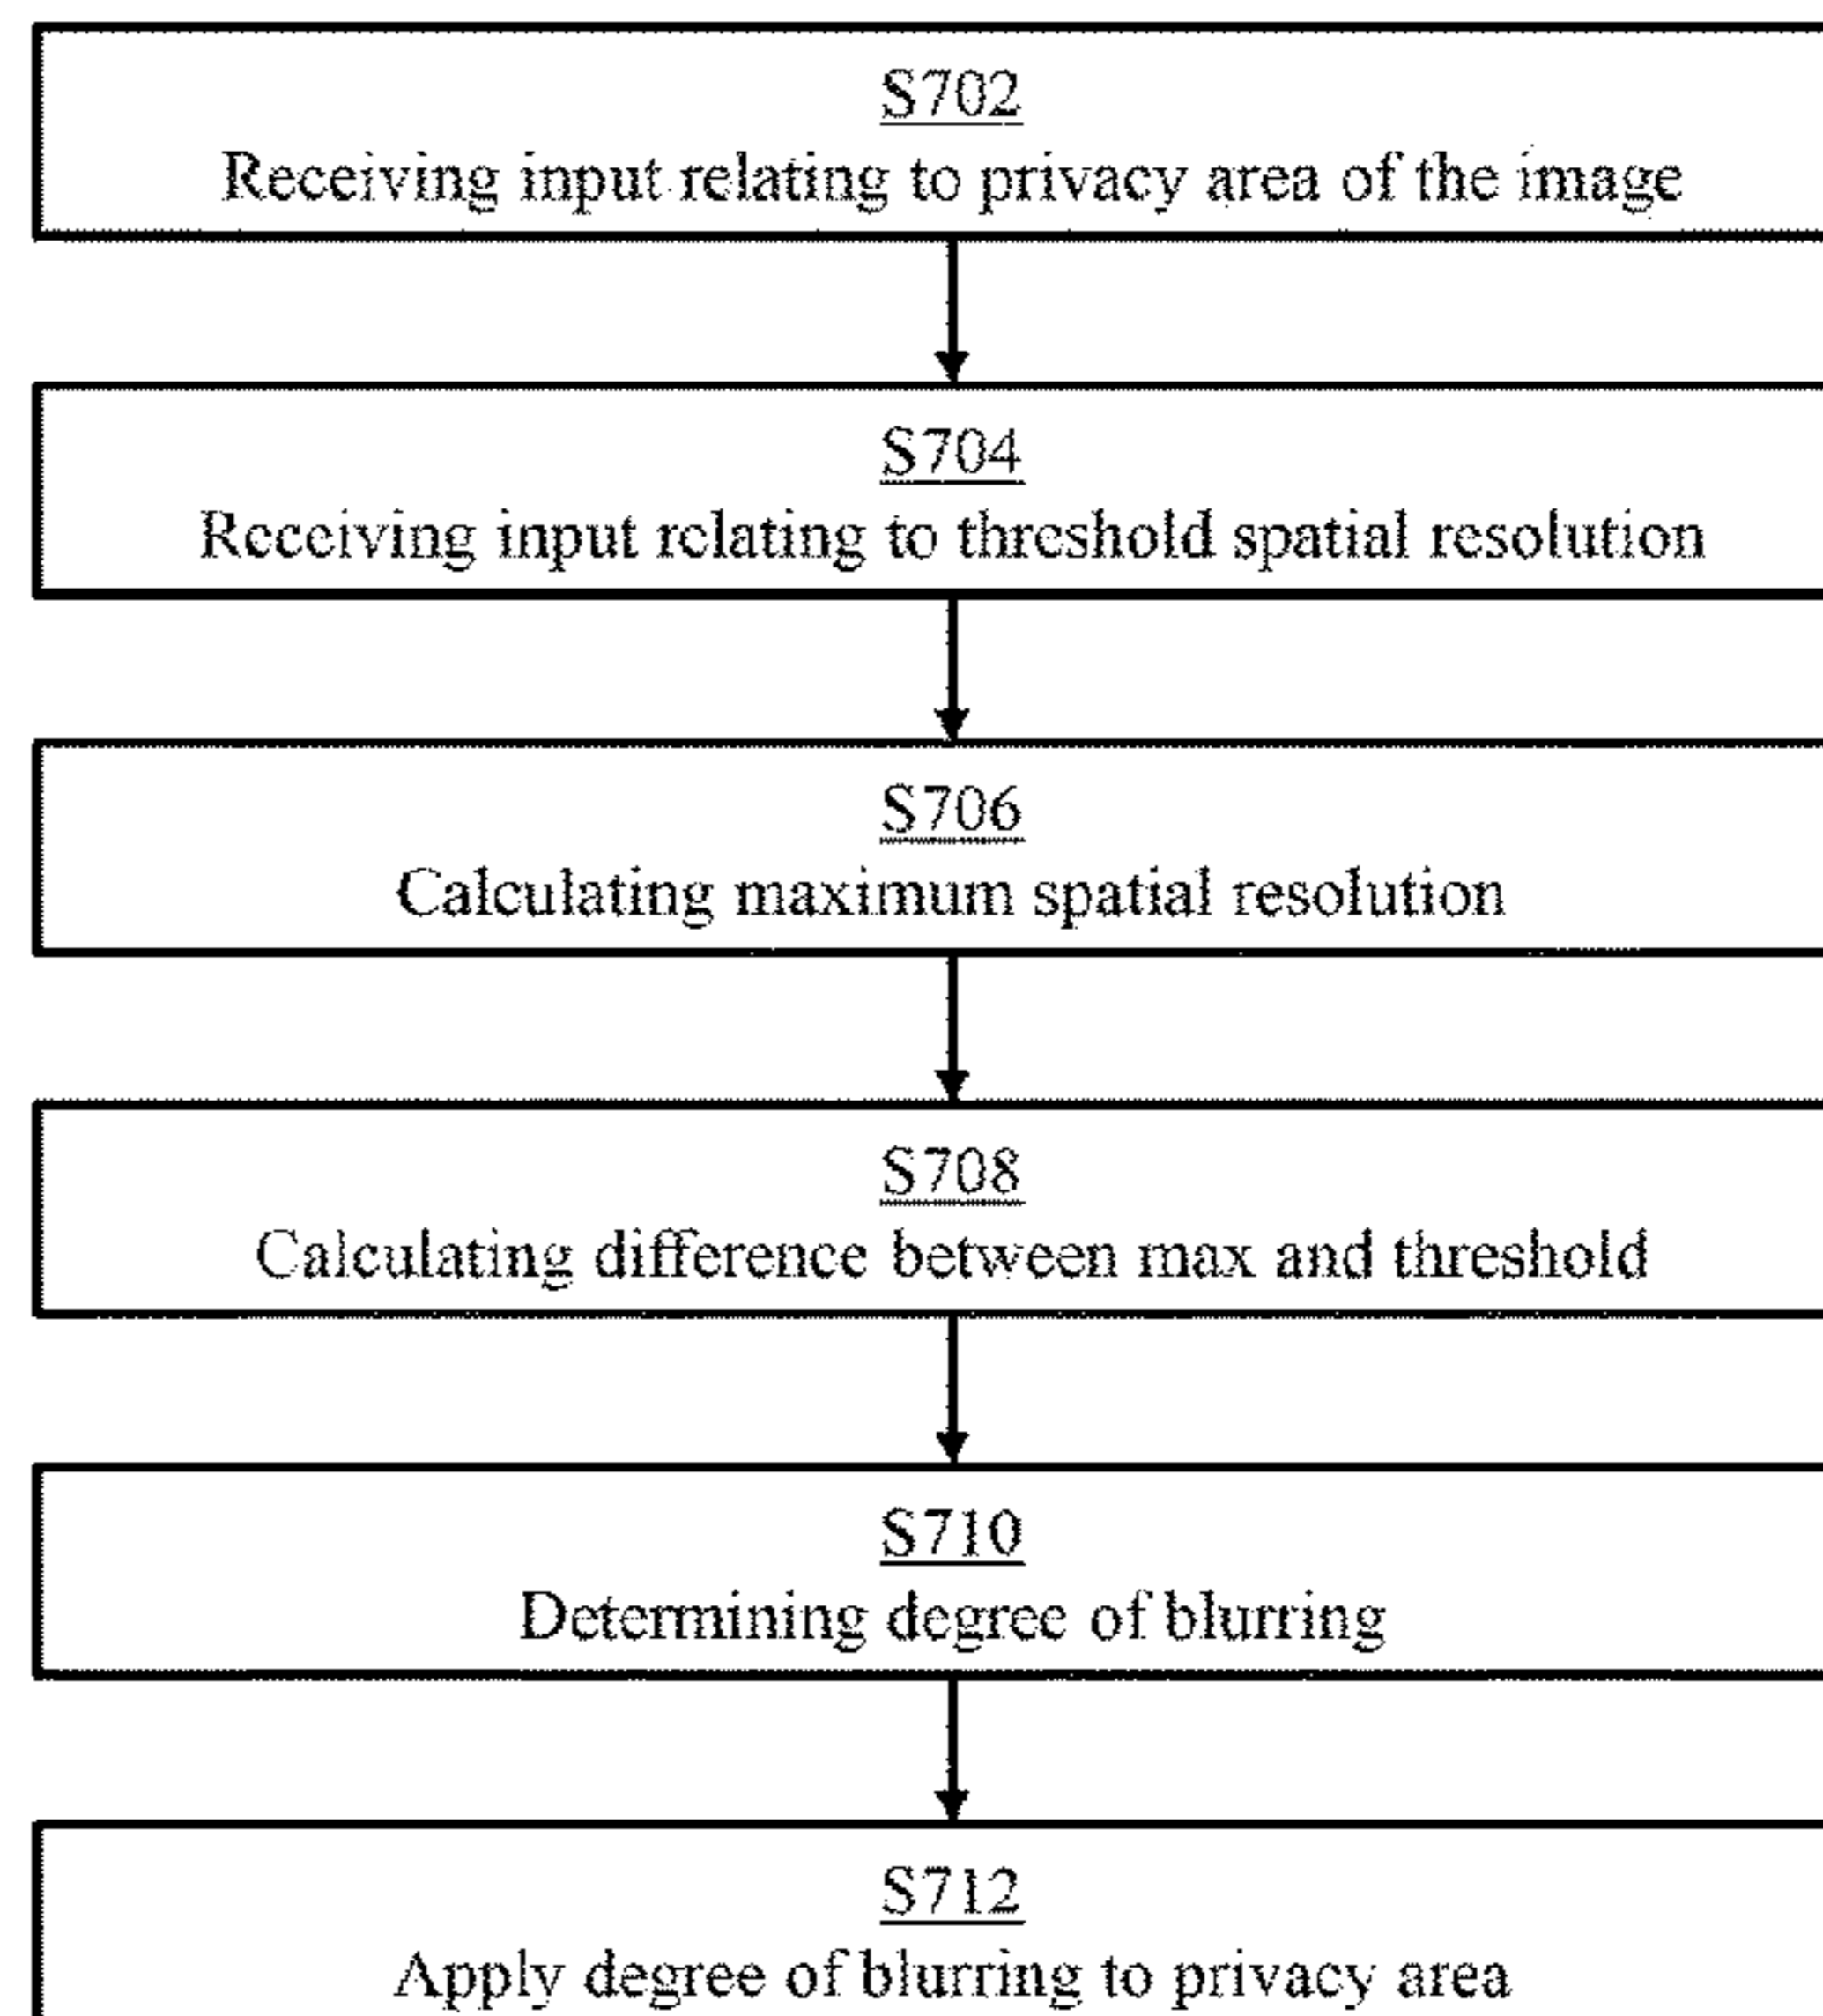 S702
Receiving input relating to privacy area of the image
S704
Receiving input relating to threshold spatial resolution
S706
Calculating maximum spatial resolution
S708
Calculating difference between max and threshold
S710
Determining degree of blurring
S712
Apply degree of blurring to privacy area